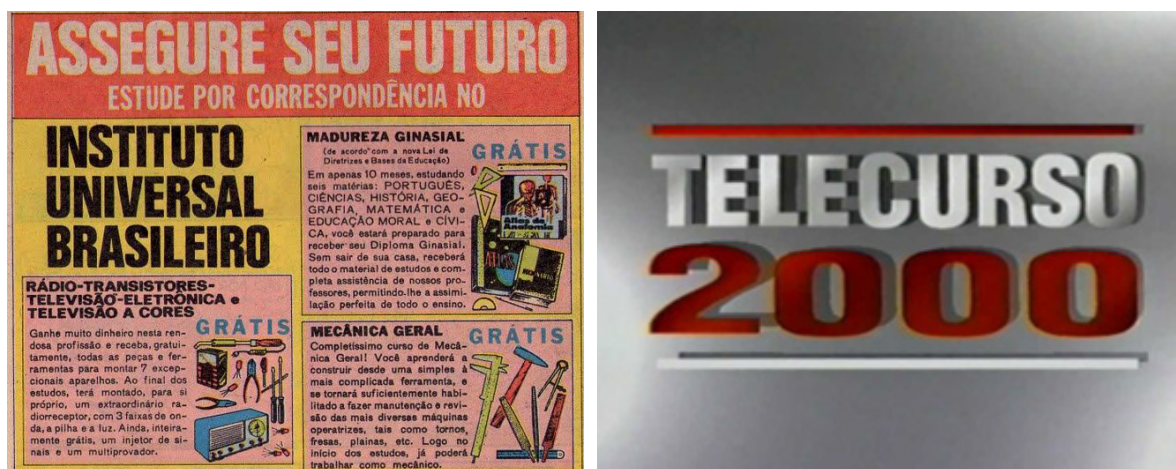 ASSEGURE SEU FUTURO
ESTUDE POR CORRESPONDÊNCIA NO
INSTITUTO
UNIVERSAL
BRASILEIRO
RÁDIO-TRANSISTORES-
TELEVISÃO-ELETRÔNICA e
TELEVISÃO A CORES
Ganhe muito dinheiro nesta ren-
dosa profissão e receba, gratui-
tamente, todas as peças e fer-
ramentas para montar 7 excep-
cionais aparelhos. Ao final dos
estudos, terá montado, para si
próprio, um extraordinário ra-
diorreceptor, com 3 faixas de on-
da, a pilha e a luz. Ainda, inteira-
mente grátis, um injetor de si-
nais e um multiprovador.
GRÁTIS
MADUREZA GINASIAL
(de acordo com a nova Lei de
Diretrizes e Bases da Educação)
Em apenas 10 meses, estudando
seis matérias: PORTUGUÊS,
CIÊNCIAS, HISTÓRIA, GEO-
GRAFIA, MATEMÁTICA e
EDUCAÇÃO MORAL e CÍVI-
CA, você estará preparado para
receber seu Diploma Ginasial.
Sem sair de sua casa, receberá
todo o material de estudos e com-
pleta assistência de nossos pro-
fessores, permitindo-lhe a assimi-
lação perfeita de todo o ensino.
GRÁTIS
Atlas de
Anatomia
MECÂNICA GERAL
Completíssimo curso de Mecâ-
nica Geral! Você aprenderá a
construir desde uma simples à
mais complicada ferramenta, e
se tornará suficientemente habi-
litado a fazer manutenção e revi-
são das mais diversas máquinas
operatrizes, tais como tornos,
fresas, plainas, etc. Logo no
início dos estudos, já poderá
trabalhar como mecânico.
GRÁTIS
TELECURSO
2000